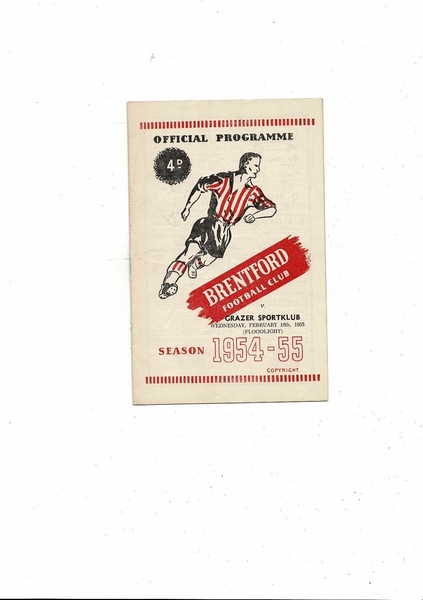 OFFICIAL PROGRAMME
4D
BRENTFORD
FOOTBALL CLUB
v
GRAZER SPORTKLUB
WEDNESDAY, FEBRUARY 16th, 1955
(FLOODLIGHT)
SEASON 1954-55
COPYRIGHT